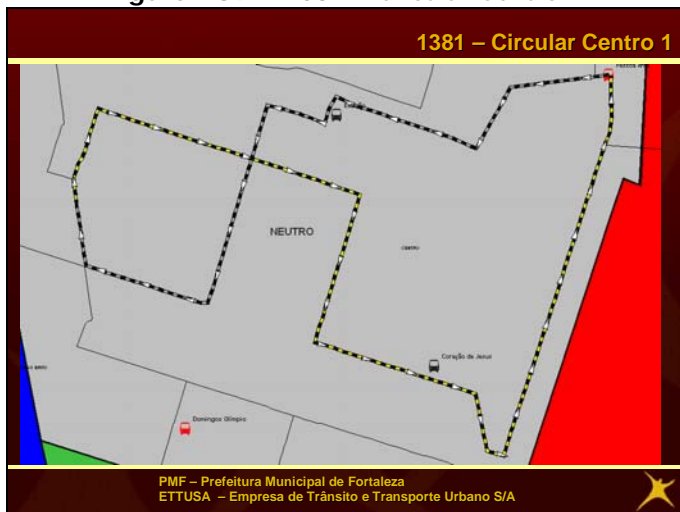 1381 – Circular Centro 1
NEUTRO
CENTRO
Coração de Jesus
Domingos Olímpio
PMF – Prefeitura Municipal de Fortaleza
ETTUSA – Empresa de Trânsito e Transporte Urbano S/A